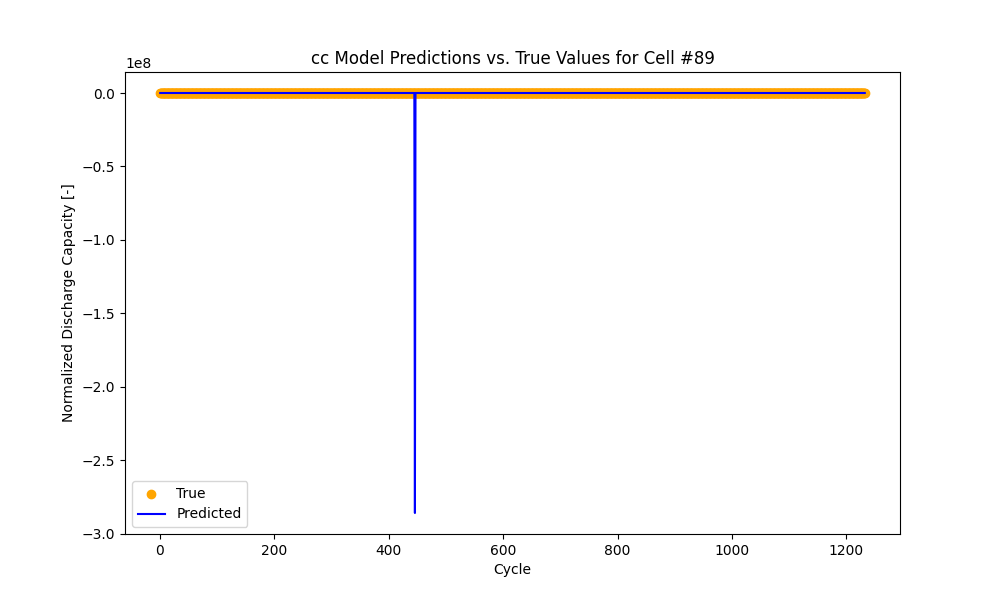 cc Model Predictions vs. True Values for Cell #89
1e8
0.0
−0.5
−1.0
−1.5
−2.0
−2.5
−3.0
Normalized Discharge Capacity [-]
True
Predicted
0 200 400 600 800 1000 1200
Cycle